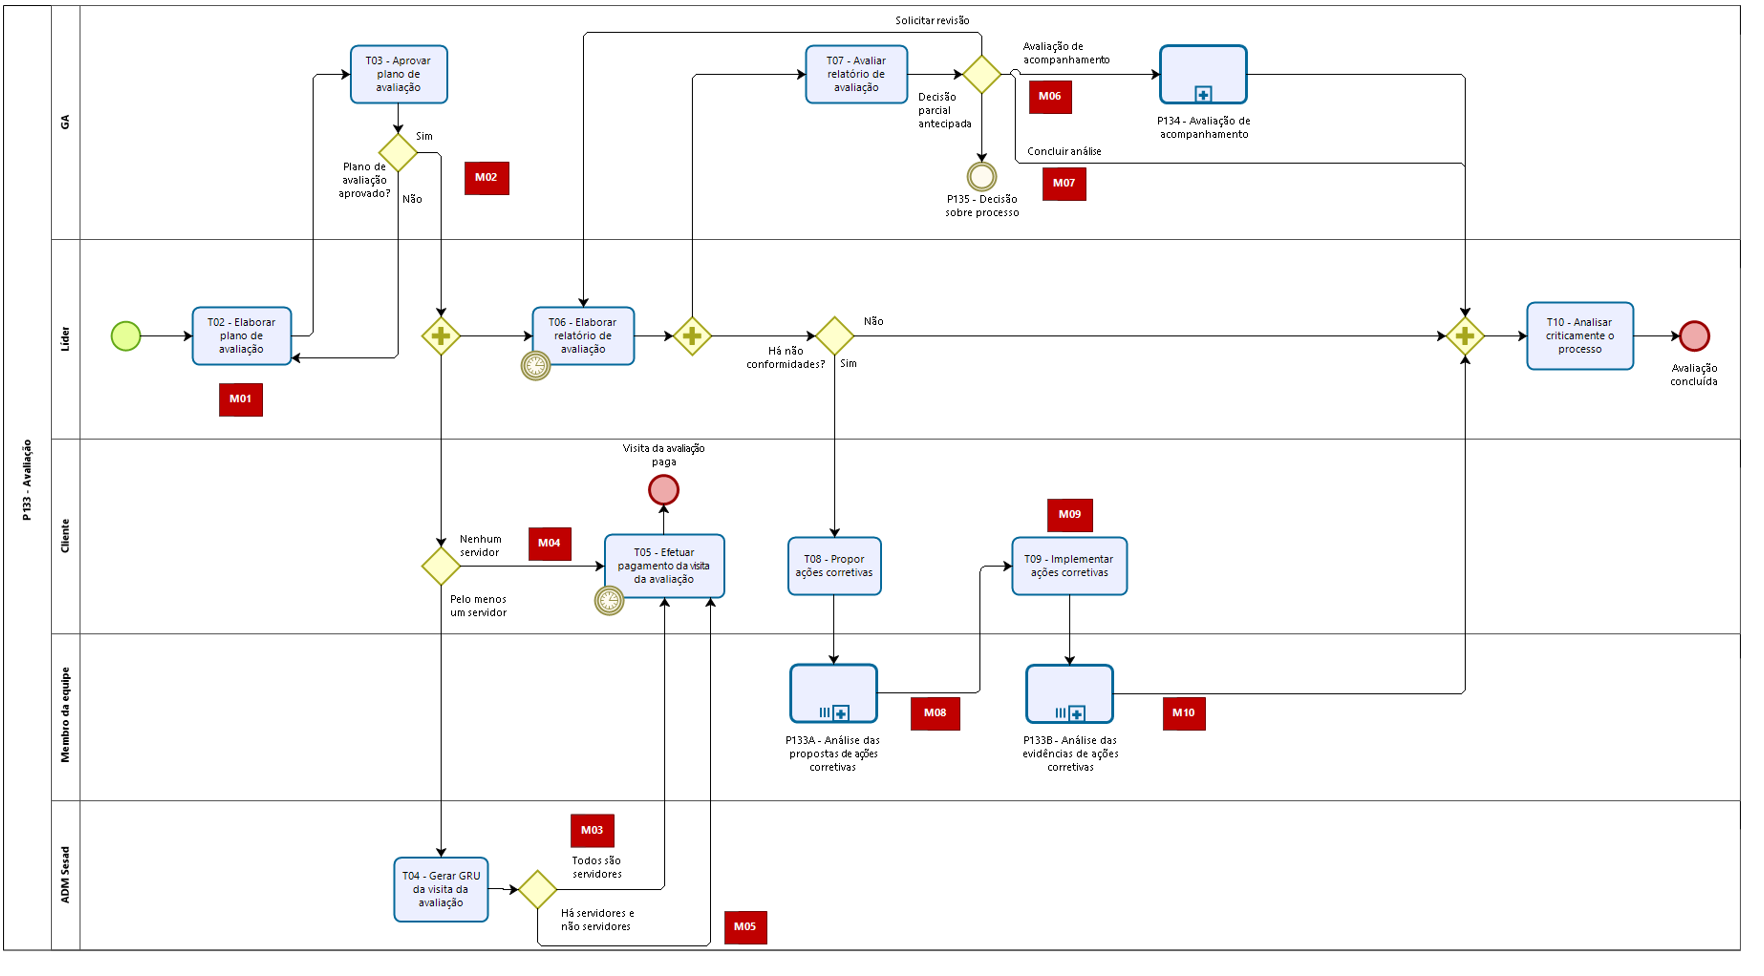 P133 - Avaliação
GA
Solicitar revisão
T03 - Aprovar
plano de
avaliação
Sim
Plano de
avaliação
aprovado?
Não
M02
T07 - Avaliar
relatório de
avaliação
Decisão
parcial
antecipada
Avaliação de
acompanhamento
M06
P134 - Avaliação de
acompanhamento
Concluir análise
M07
P135 - Decisão
sobre processo
Líder
T02 - Elaborar
plano de
avaliação
M01
T06 - Elaborar
relatório de
avaliação
Há não
conformidades?
Não
Sim
T10 - Analisar
criticamente o
processo
Avaliação
concluída
Cliente
Visita da avaliação
paga
Nenhum
servidor
M04
Pelo menos
um servidor
T05 - Efetuar
pagamento da visita
da avaliação
T08 - Propor
ações corretivas
M09
T09 - Implementar
ações corretivas
Membro da equipe
P133A - Análise das
propostas de ações
corretivas
M08
P133B - Análise das
evidências de ações
corretivas
M10
ADM Sesad
T04 - Gerar GRU
da visita da
avaliação
M03
Todos são
servidores
Há servidores e
não servidores
M05